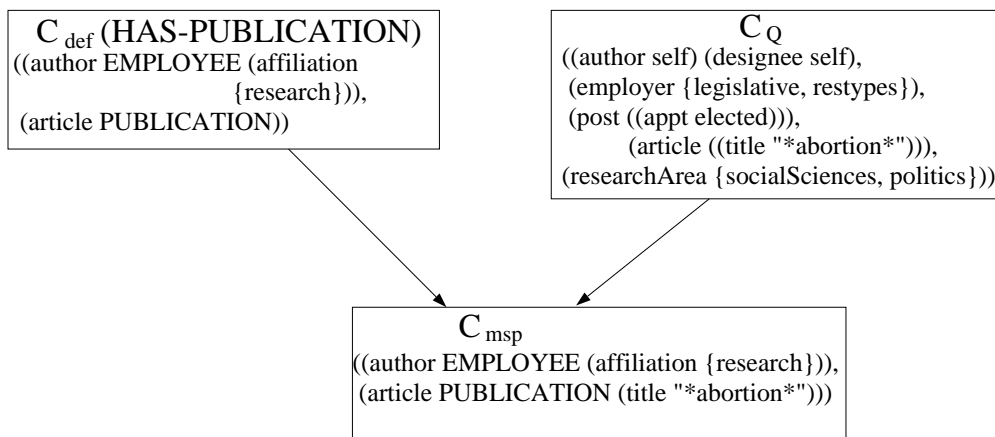 C def (HAS-PUBLICATION)
((author EMPLOYEE (affiliation
{research})),
(article PUBLICATION))
C Q
((author self) (designee self),
(employer {legislative, restypes}),
(post ((appt elected))),
(article ((title "*abortion*"))),
(researchArea {socialSciences, politics}))
C msp
((author EMPLOYEE (affiliation {research})),
(article PUBLICATION (title "*abortion*")))